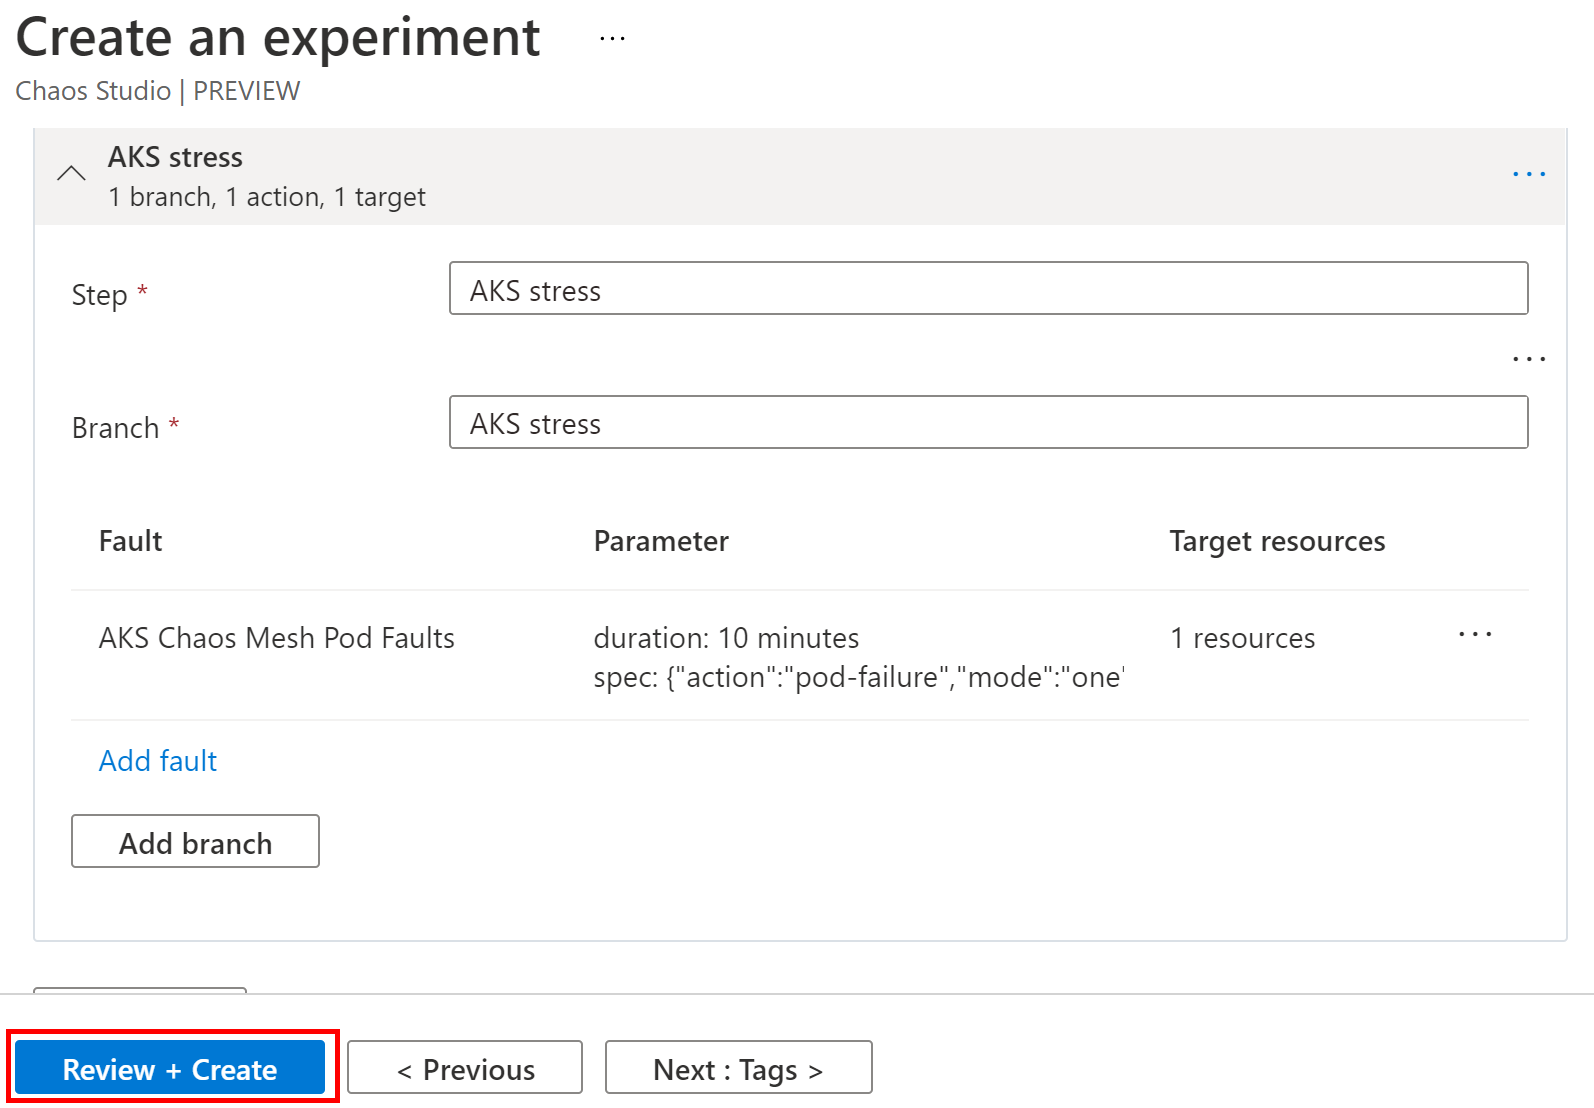 Create an experiment ...
Chaos Studio | PREVIEW
AKS stress
1 branch, 1 action, 1 target
...
Step *
AKS stress
...
Branch *
AKS stress
Fault Parameter Target resources
AKS Chaos Mesh Pod Faults duration: 10 minutes 1 resources ...
spec: {"action":"pod-failure","mode":"one'
Add fault
Add branch
Review + Create < Previous Next : Tags >